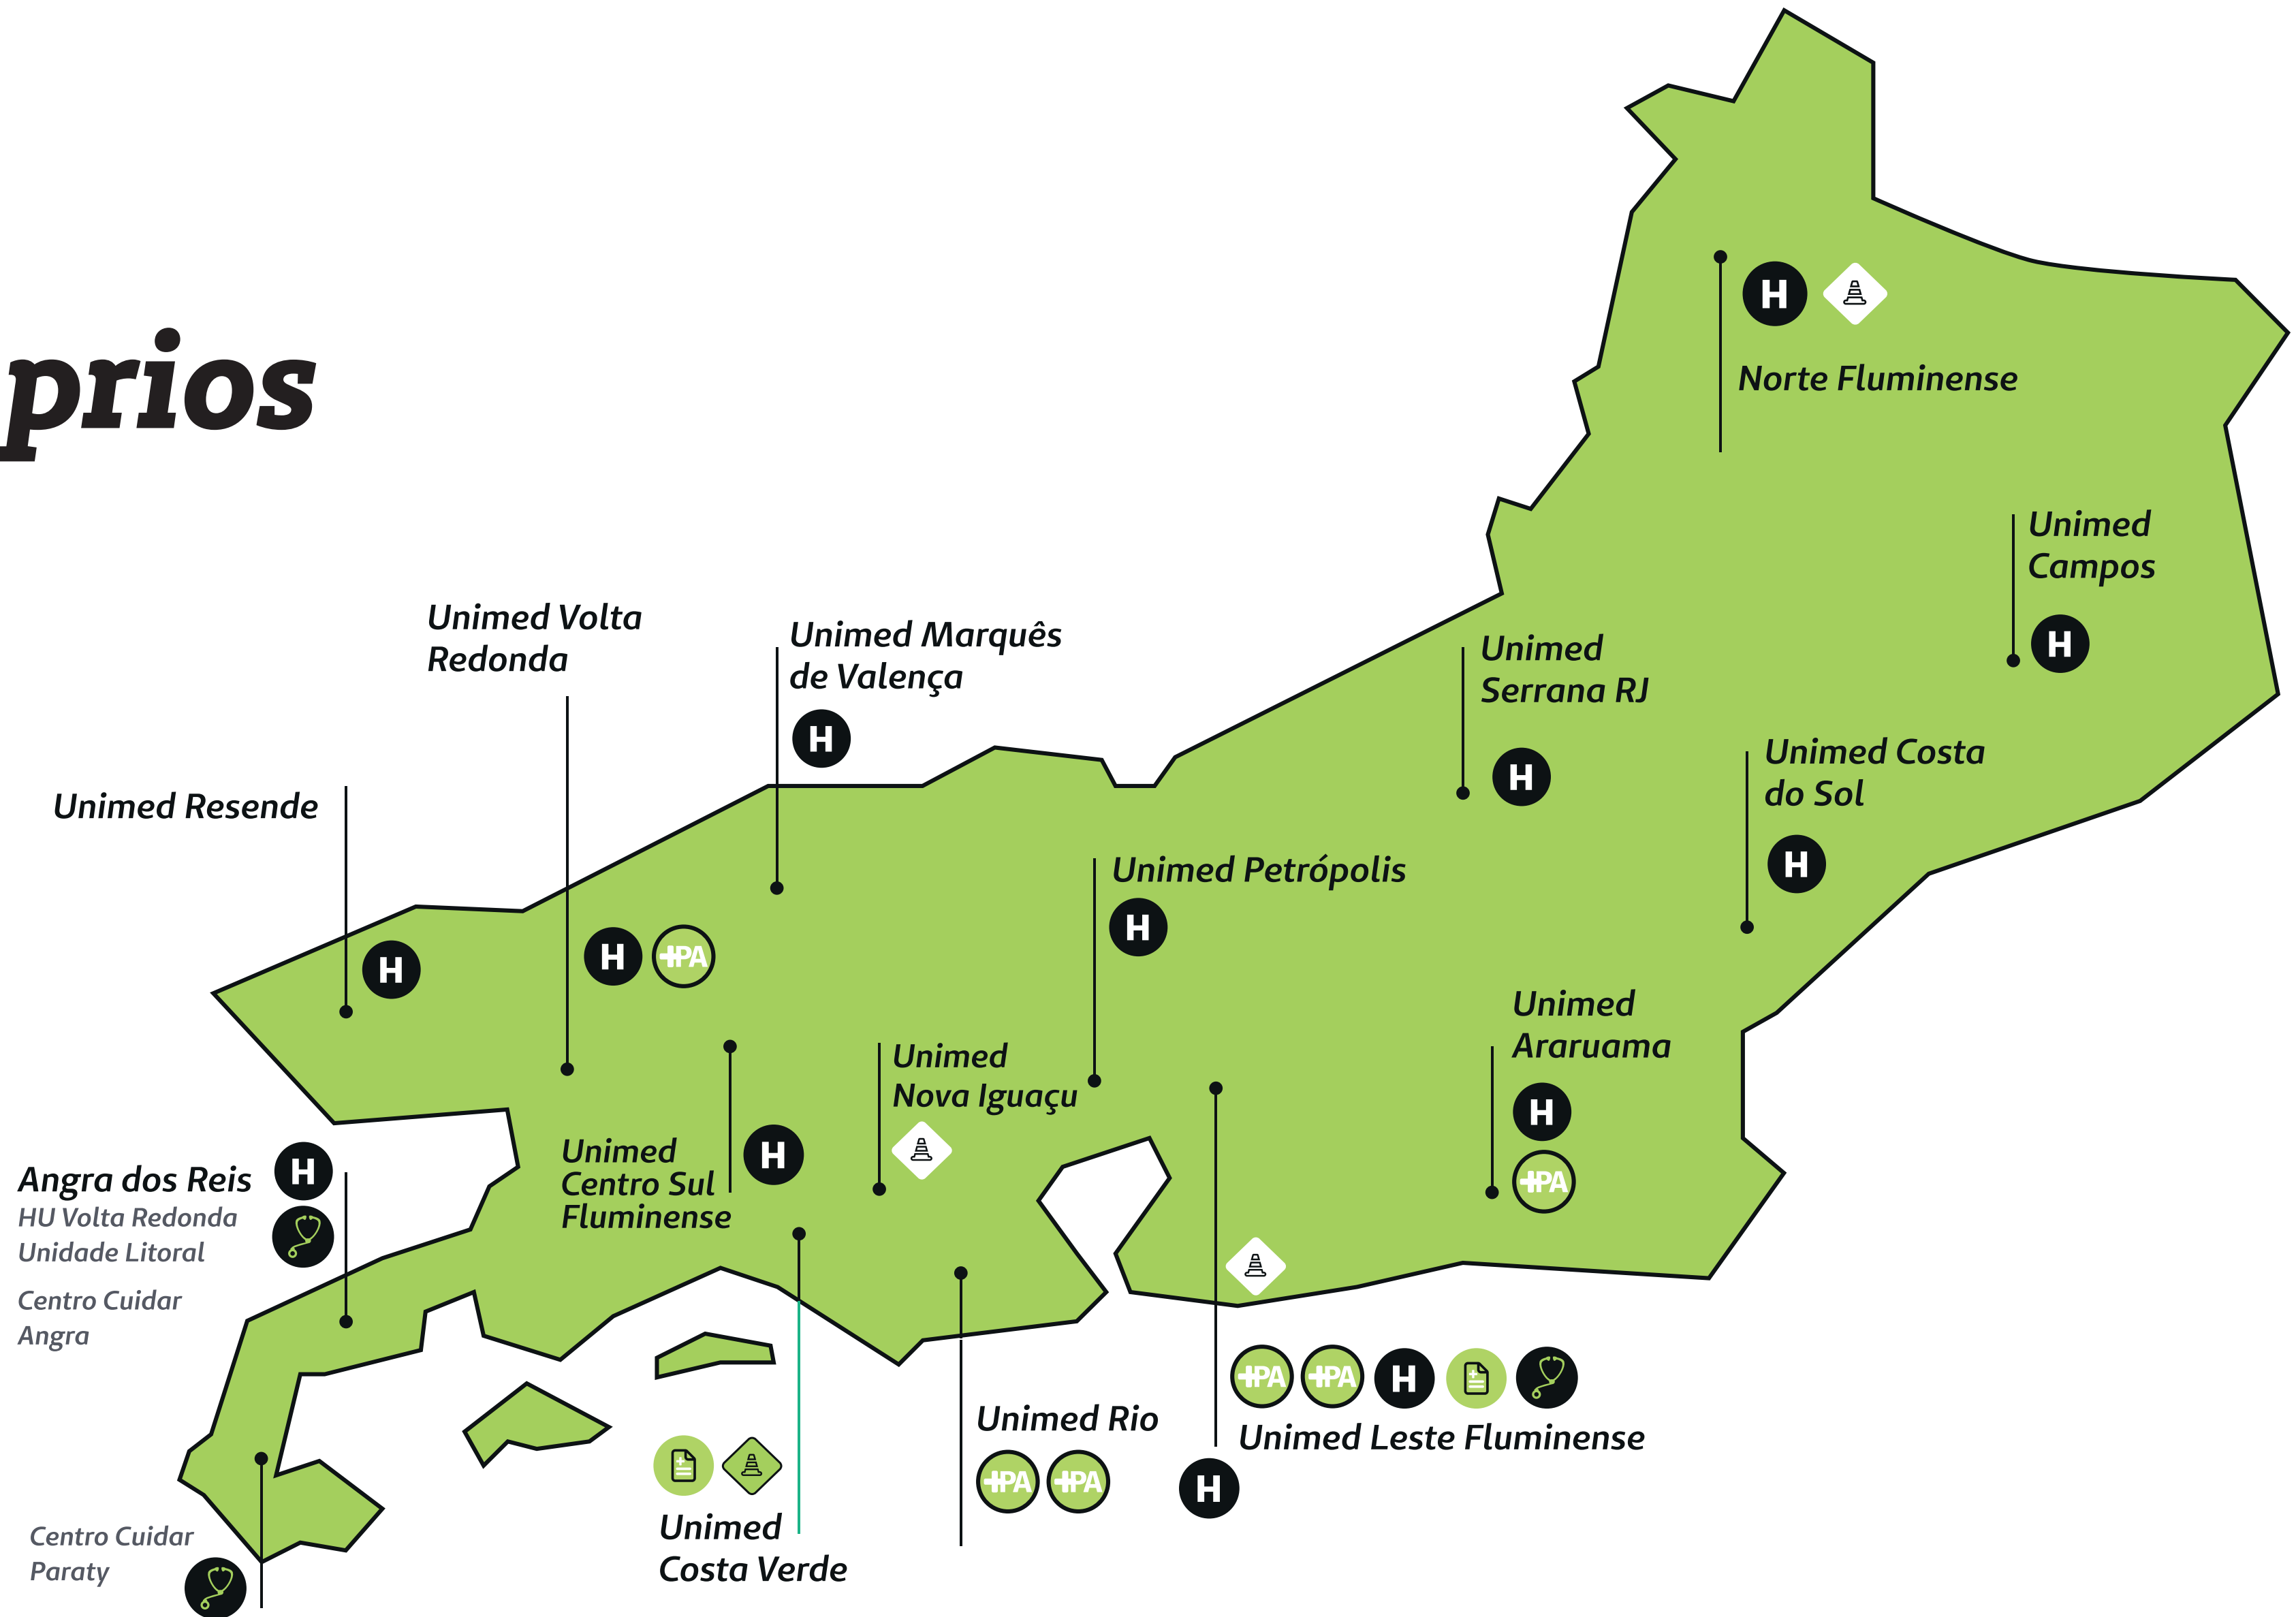 prios
H
Norte Fluminense
Unimed
Campos
H
Unimed Volta
Redonda
H +PA
Unimed Marquês
de Valença
H
Unimed
Serrana RJ
H
Unimed Costa
do Sol
H
Unimed Resende
H
Unimed Petrópolis
H
Unimed
Araruama
H
+PA
Unimed
Nova Iguaçu
Unimed
Centro Sul
Fluminense
H
Angra dos Reis
HU Volta Redonda
Unidade Litoral
H
Centro Cuidar
Angra
Centro Cuidar
Paraty
Unimed
Costa Verde
Unimed Rio
+PA +PA
+PA +PA H
Unimed Leste Fluminense
H